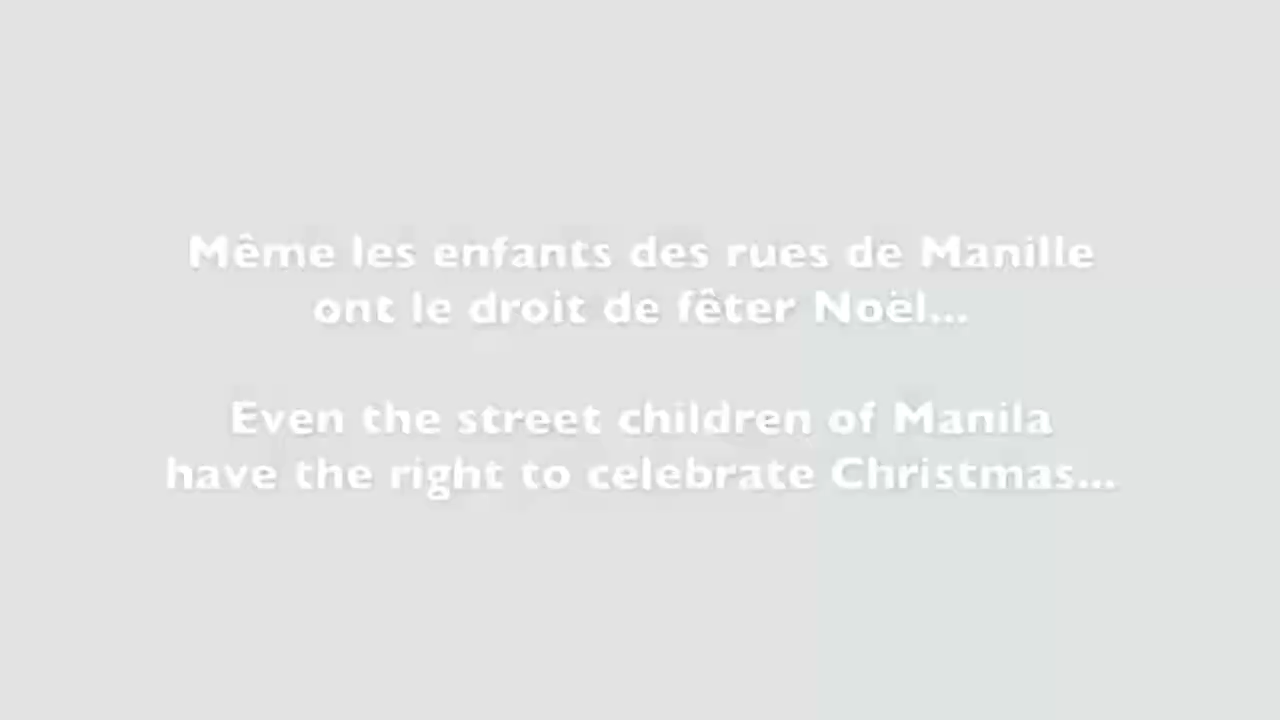 Même les enfants des rues de Manille
ont le droit de fêter Noël...
Even the street children of Manila
have the right to celebrate Christmas...